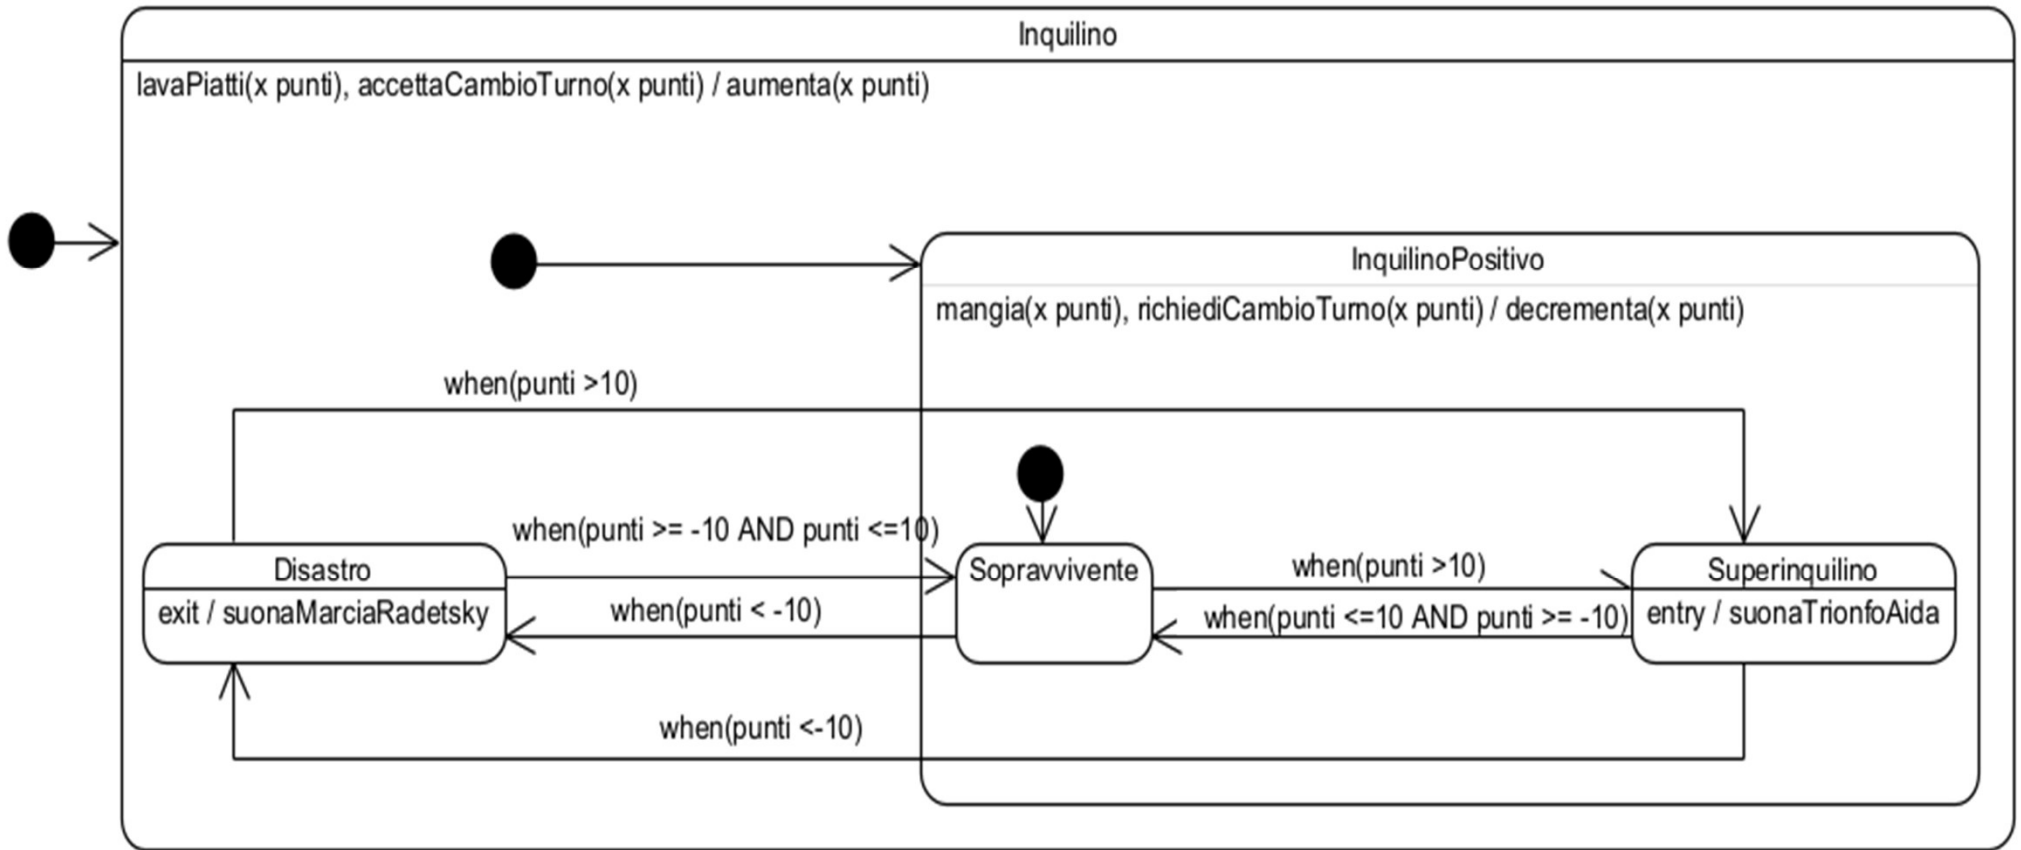 Inquilino
lavaPiatti(x punti), accettaCambioTurno(x punti) / aumenta(x punti)
InquilinoPositivo
mangia(x punti), richiediCambioTurno(x punti) / decrementa(x punti)
when(punti >10)
when(punti >= -10 AND punti <=10)
Disastro
exit / suonaMarciaRadetsky
when(punti < -10)
Sopravvivente
when(punti >10)
when(punti <=10 AND punti >= -10)
Superinquilino
entry / suonaTrionfoAida
when(punti <-10)